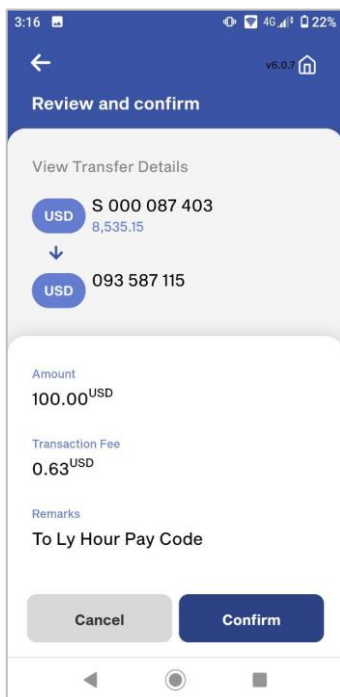 3:16 4G 22%
v6.0.7
Review and confirm
View Transfer Details
USD S 000 087 403
8,535.15
USD 093 587 115
Amount
100.00USD
Transaction Fee
0.63USD
Remarks
To Ly Hour Pay Code
Cancel Confirm